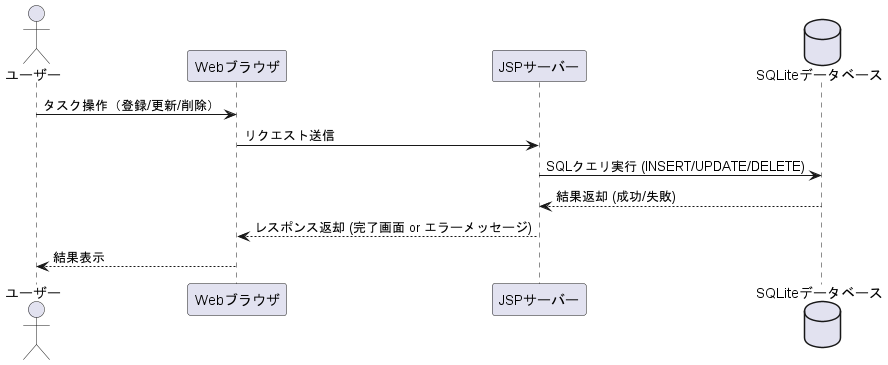 ユーザー
Webブラウザ
JSPサーバー
SQLiteデータベース
タスク操作（登録/更新/削除）
リクエスト送信
SQLクエリ実行 (INSERT/UPDATE/DELETE)
結果返却 (成功/失敗)
レスポンス返却 (完了画面 or エラーメッセージ)
結果表示
ユーザー
Webブラウザ
JSPサーバー
SQLiteデータベース